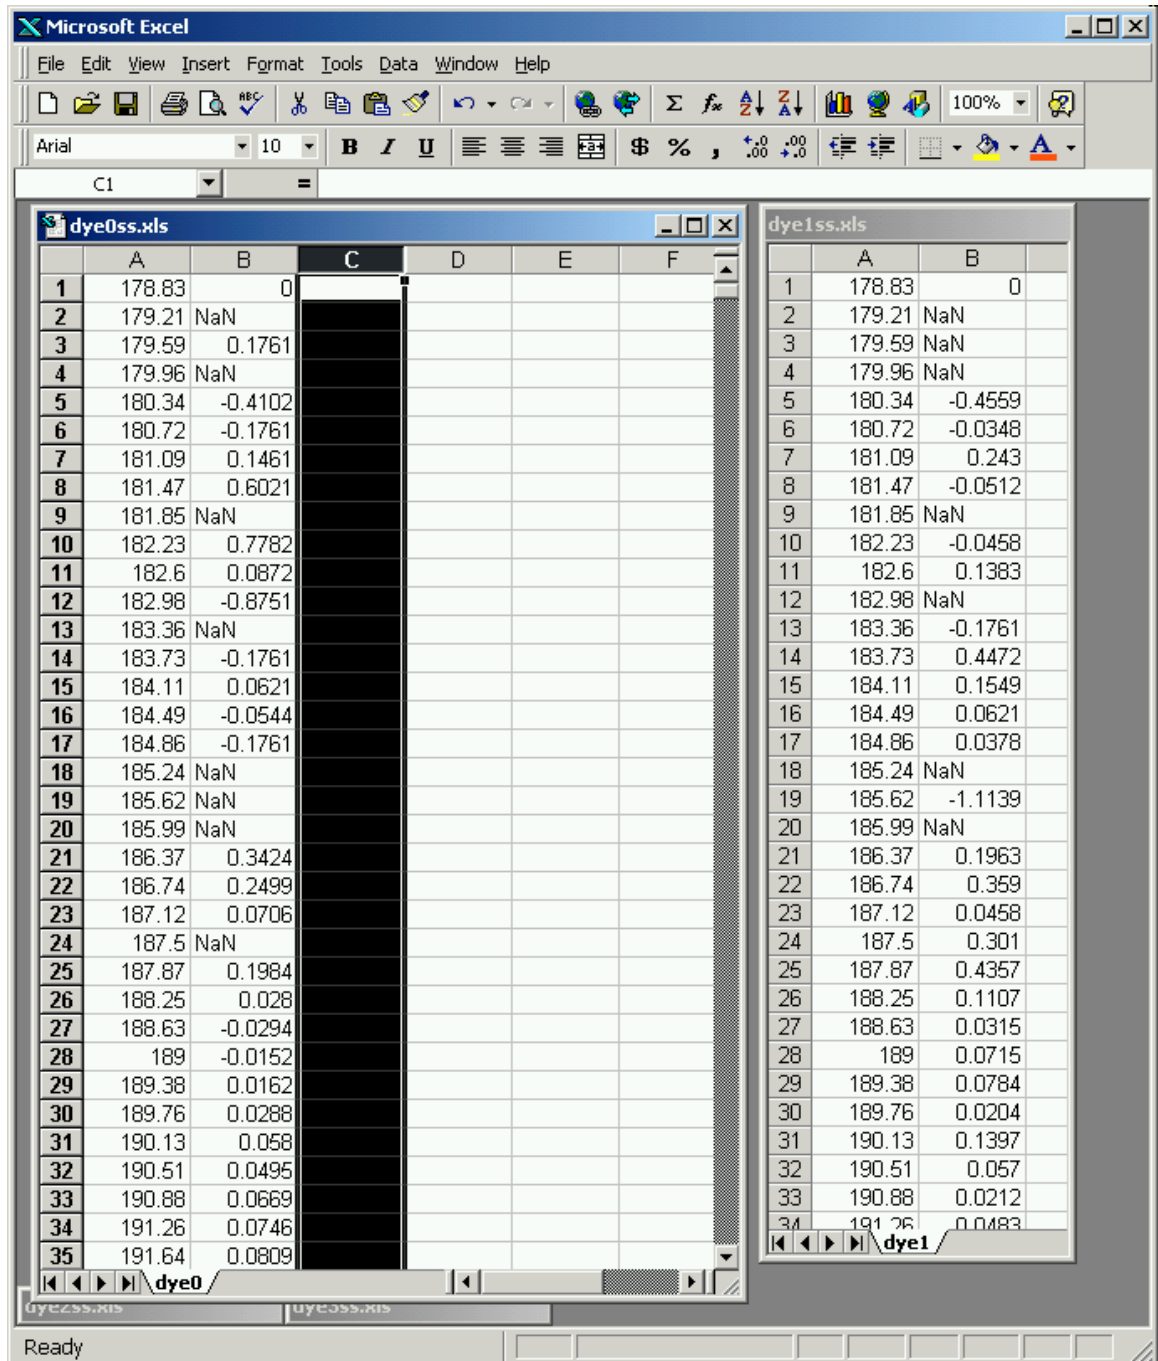 Microsoft Excel
File Edit View Insert Format Tools Data Window Help
ABC Σ fx A Z Z A 100% ?
Arial 10 B I U a $ % , .0 .00 .00 .0 A
C1 =
dye0ss.xls
A B C D E F
1 178.83 0
2 179.21 NaN
3 179.59 0.1761
4 179.96 NaN
5 180.34 -0.4102
6 180.72 -0.1761
7 181.09 0.1461
8 181.47 0.6021
9 181.85 NaN
10 182.23 0.7782
11 182.6 0.0872
12 182.98 -0.8751
13 183.36 NaN
14 183.73 -0.1761
15 184.11 0.0621
16 184.49 -0.0544
17 184.86 -0.1761
18 185.24 NaN
19 185.62 NaN
20 185.99 NaN
21 186.37 0.3424
22 186.74 0.2499
23 187.12 0.0706
24 187.5 NaN
25 187.87 0.1984
26 188.25 0.028
27 188.63 -0.0294
28 189 -0.0152
29 189.38 0.0162
30 189.76 0.0288
31 190.13 0.058
32 190.51 0.0495
33 190.88 0.0669
34 191.26 0.0746
35 191.64 0.0809
dye0
dye1ss.xls
A B
1 178.83 0
2 179.21 NaN
3 179.59 NaN
4 179.96 NaN
5 180.34 -0.4559
6 180.72 -0.0348
7 181.09 0.243
8 181.47 -0.0512
9 181.85 NaN
10 182.23 -0.0458
11 182.6 0.1383
12 182.98 NaN
13 183.36 -0.1761
14 183.73 0.4472
15 184.11 0.1549
16 184.49 0.0621
17 184.86 0.0378
18 185.24 NaN
19 185.62 -1.1139
20 185.99 NaN
21 186.37 0.1963
22 186.74 0.359
23 187.12 0.0458
24 187.5 0.301
25 187.87 0.4357
26 188.25 0.1107
27 188.63 0.0315
28 189 0.0715
29 189.38 0.0784
30 189.76 0.0204
31 190.13 0.1397
32 190.51 0.057
33 190.88 0.0212
34 191.26 0.0483
dye1
dye2ss.xls dye3ss.xls
Ready